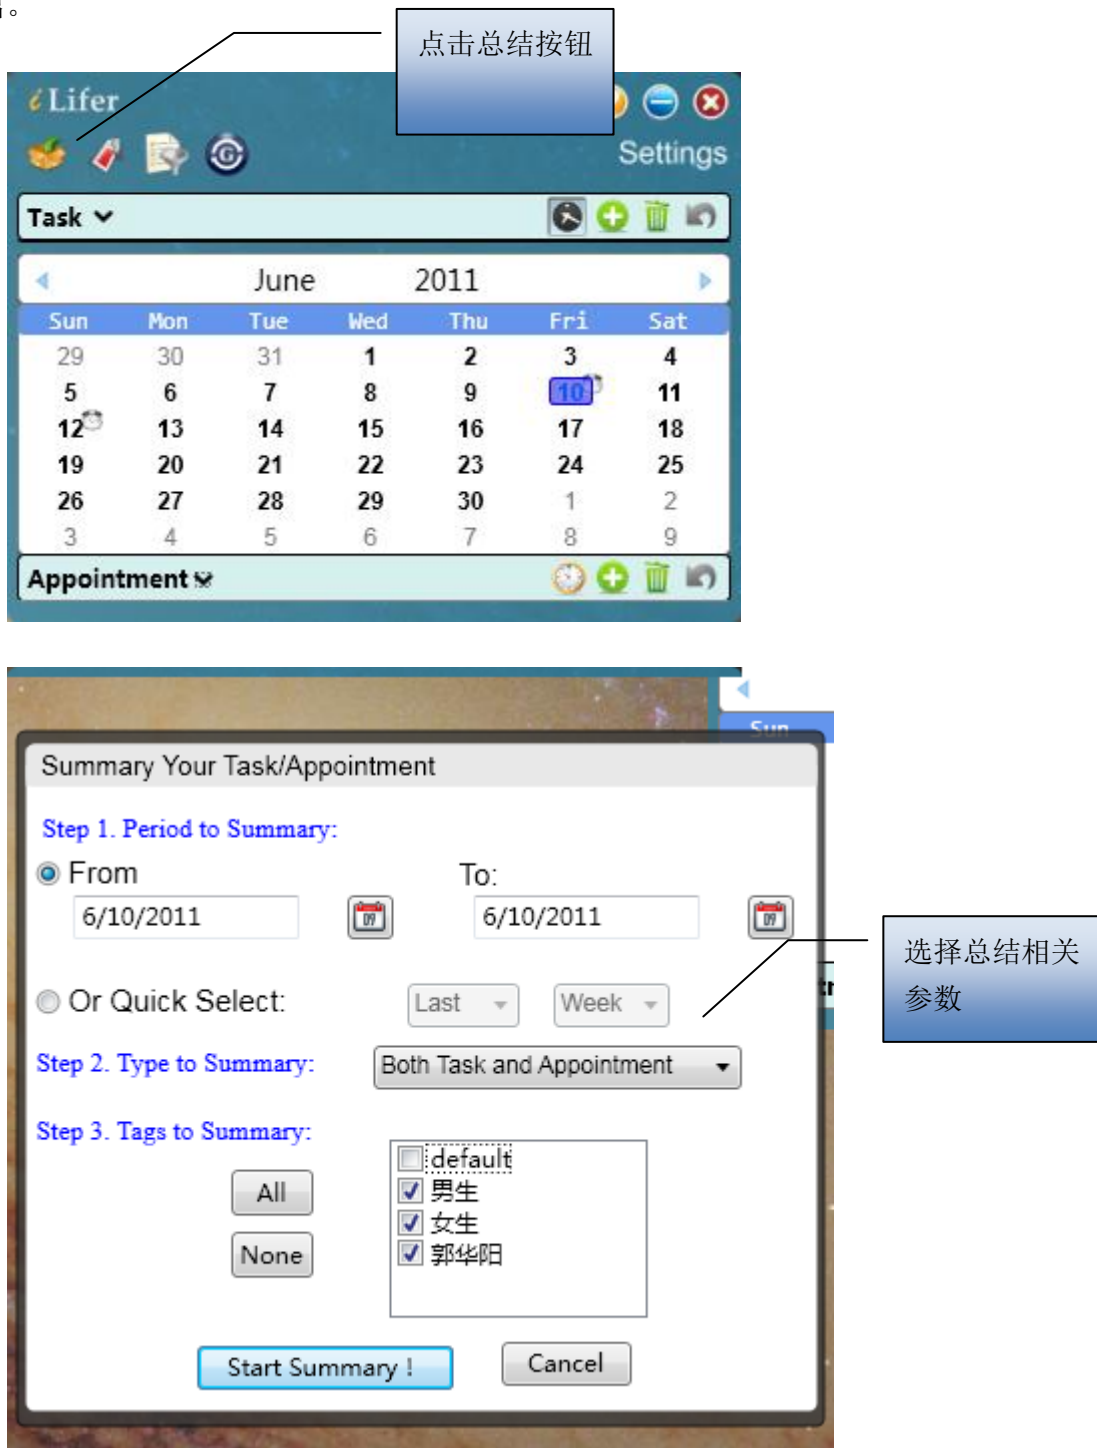 点击总结按钮
iLifer
Settings
Task
June 2011
Sun Mon Tue Wed Thu Fri Sat
29 30 31 1 2 3 4
5 6 7 8 9 10 11
12 13 14 15 16 17 18
19 20 21 22 23 24 25
26 27 28 29 30 1 2
3 4 5 6 7 8 9
Appointment
Sun
Summary Your Task/Appointment
Step 1. Period to Summary:
From To:
6/10/2011 09 6/10/2011 09
选择总结相关
参数
Or Quick Select: Last Week
Step 2. Type to Summary: Both Task and Appointment
Step 3. Tags to Summary:
default
All 男生
女生
None 郭华阳
Start Summary ! Cancel